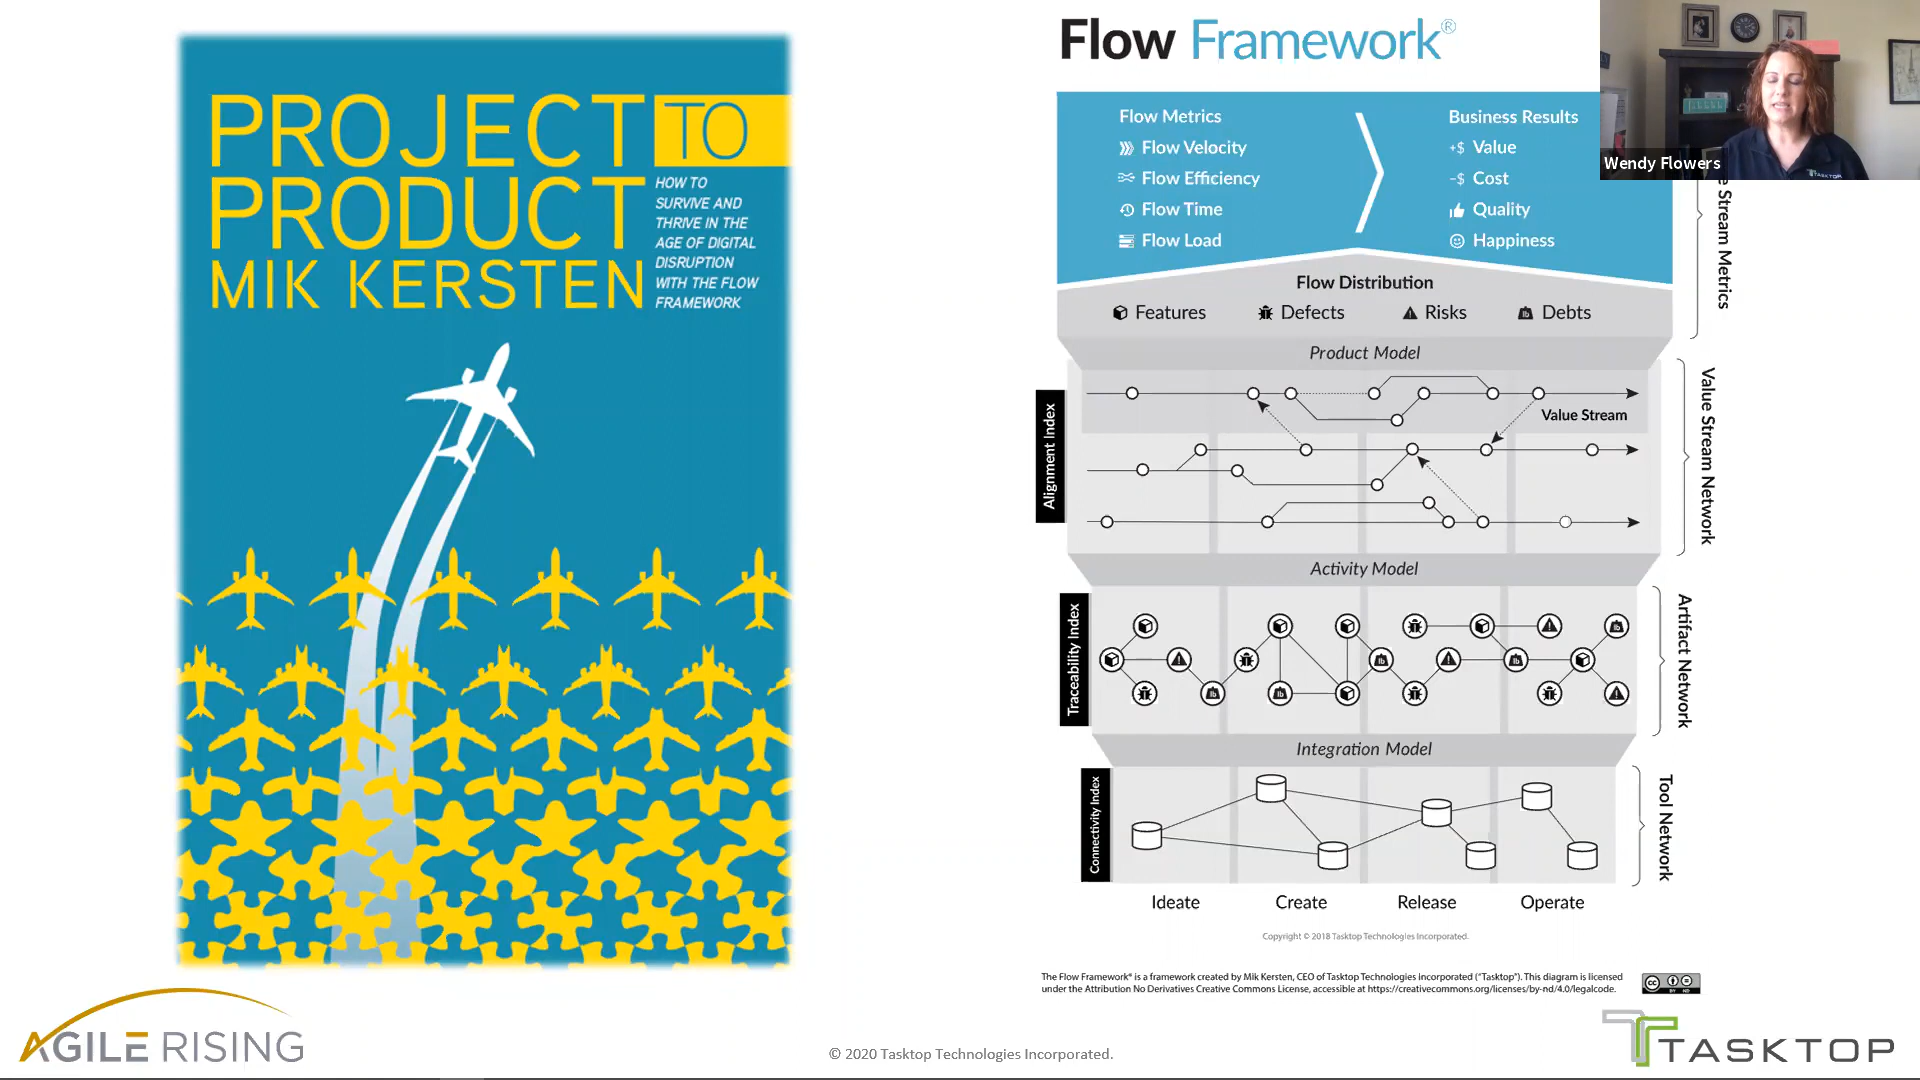 PROJECT TO
PRODUCT
MIK KERSTEN
HOW TO
SURVIVE AND
THRIVE IN THE
AGE OF DIGITAL
DISRUPTION
WITH THE FLOW
FRAMEWORK
Flow Framework®
Flow Metrics
Flow Velocity
Flow Efficiency
Flow Time
Flow Load
Business Results
+$ Value
-$ Cost
Quality
Happiness
Wendy Flowers
TASKTOP
e Stream Metrics
Flow Distribution
Features
Defects
Risks
Debts
Product Model
Value Stream
Alignment Index
Value Stream Network
Activity Model
Traceability Index
Artifact Network
Integration Model
Connectivity Index
Tool Network
Ideate
Create
Release
Operate
Copyright © 2018 Tasktop Technologies Incorporated.
The Flow Framework® is a framework created by Mik Kersten, CEO of Tasktop Technologies Incorporated ("Tasktop"). This diagram is licensed
under the Attribution No Derivatives Creative Commons License, accessible at https://creativecommons.org/licenses/by-nd/4.0/legalcode.
AGILE RISING
© 2020 Tasktop Technologies Incorporated.
TASKTOP